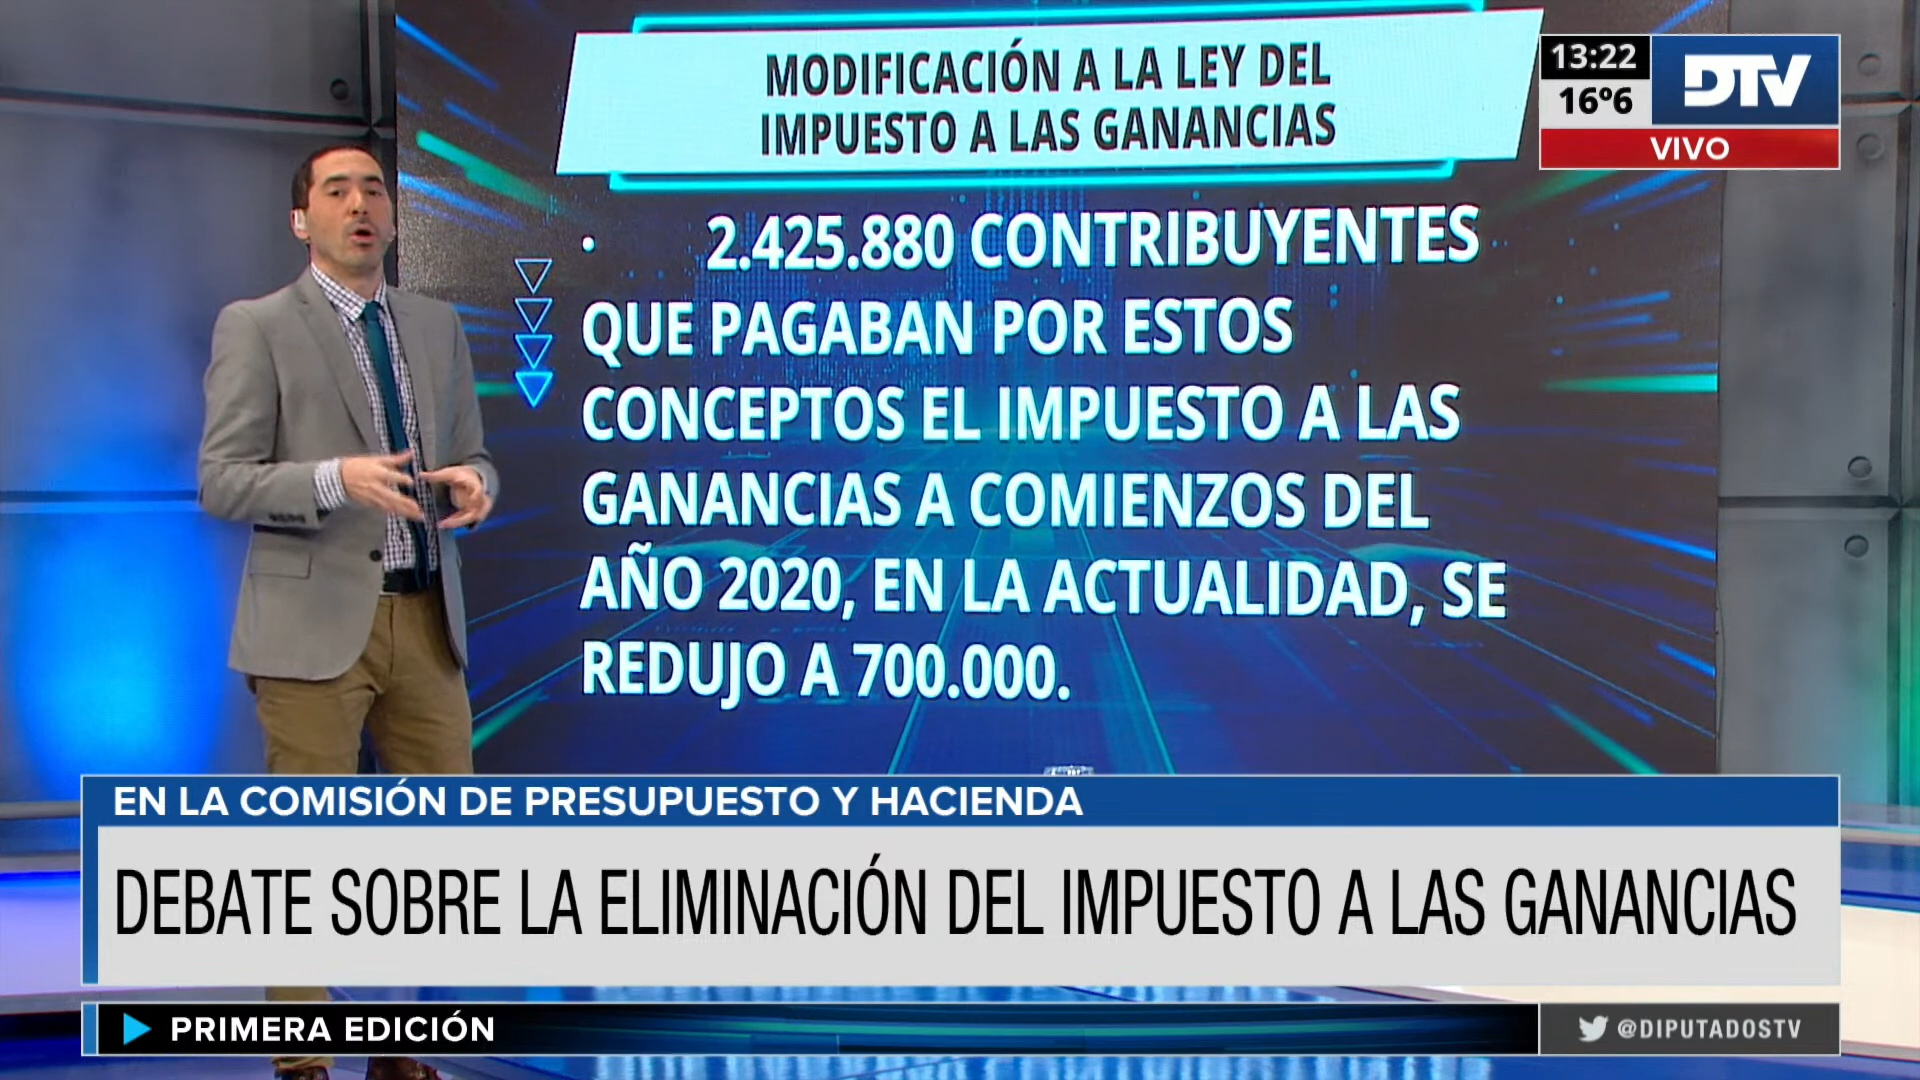 MODIFICACIÓN A LA LEY DEL
IMPUESTO A LAS GANANCIAS
13:22
16º6
DTV
VIVO
• 2.425.880 CONTRIBUYENTES
QUE PAGABAN POR ESTOS
CONCEPTOS EL IMPUESTO A LAS
GANANCIAS A COMIENZOS DEL
AÑO 2020, EN LA ACTUALIDAD, SE
REDUJO A 700.000.
EN LA COMISIÓN DE PRESUPUESTO Y HACIENDA
DEBATE SOBRE LA ELIMINACIÓN DEL IMPUESTO A LAS GANANCIAS
PRIMERA EDICIÓN
@DIPUTADOSTV